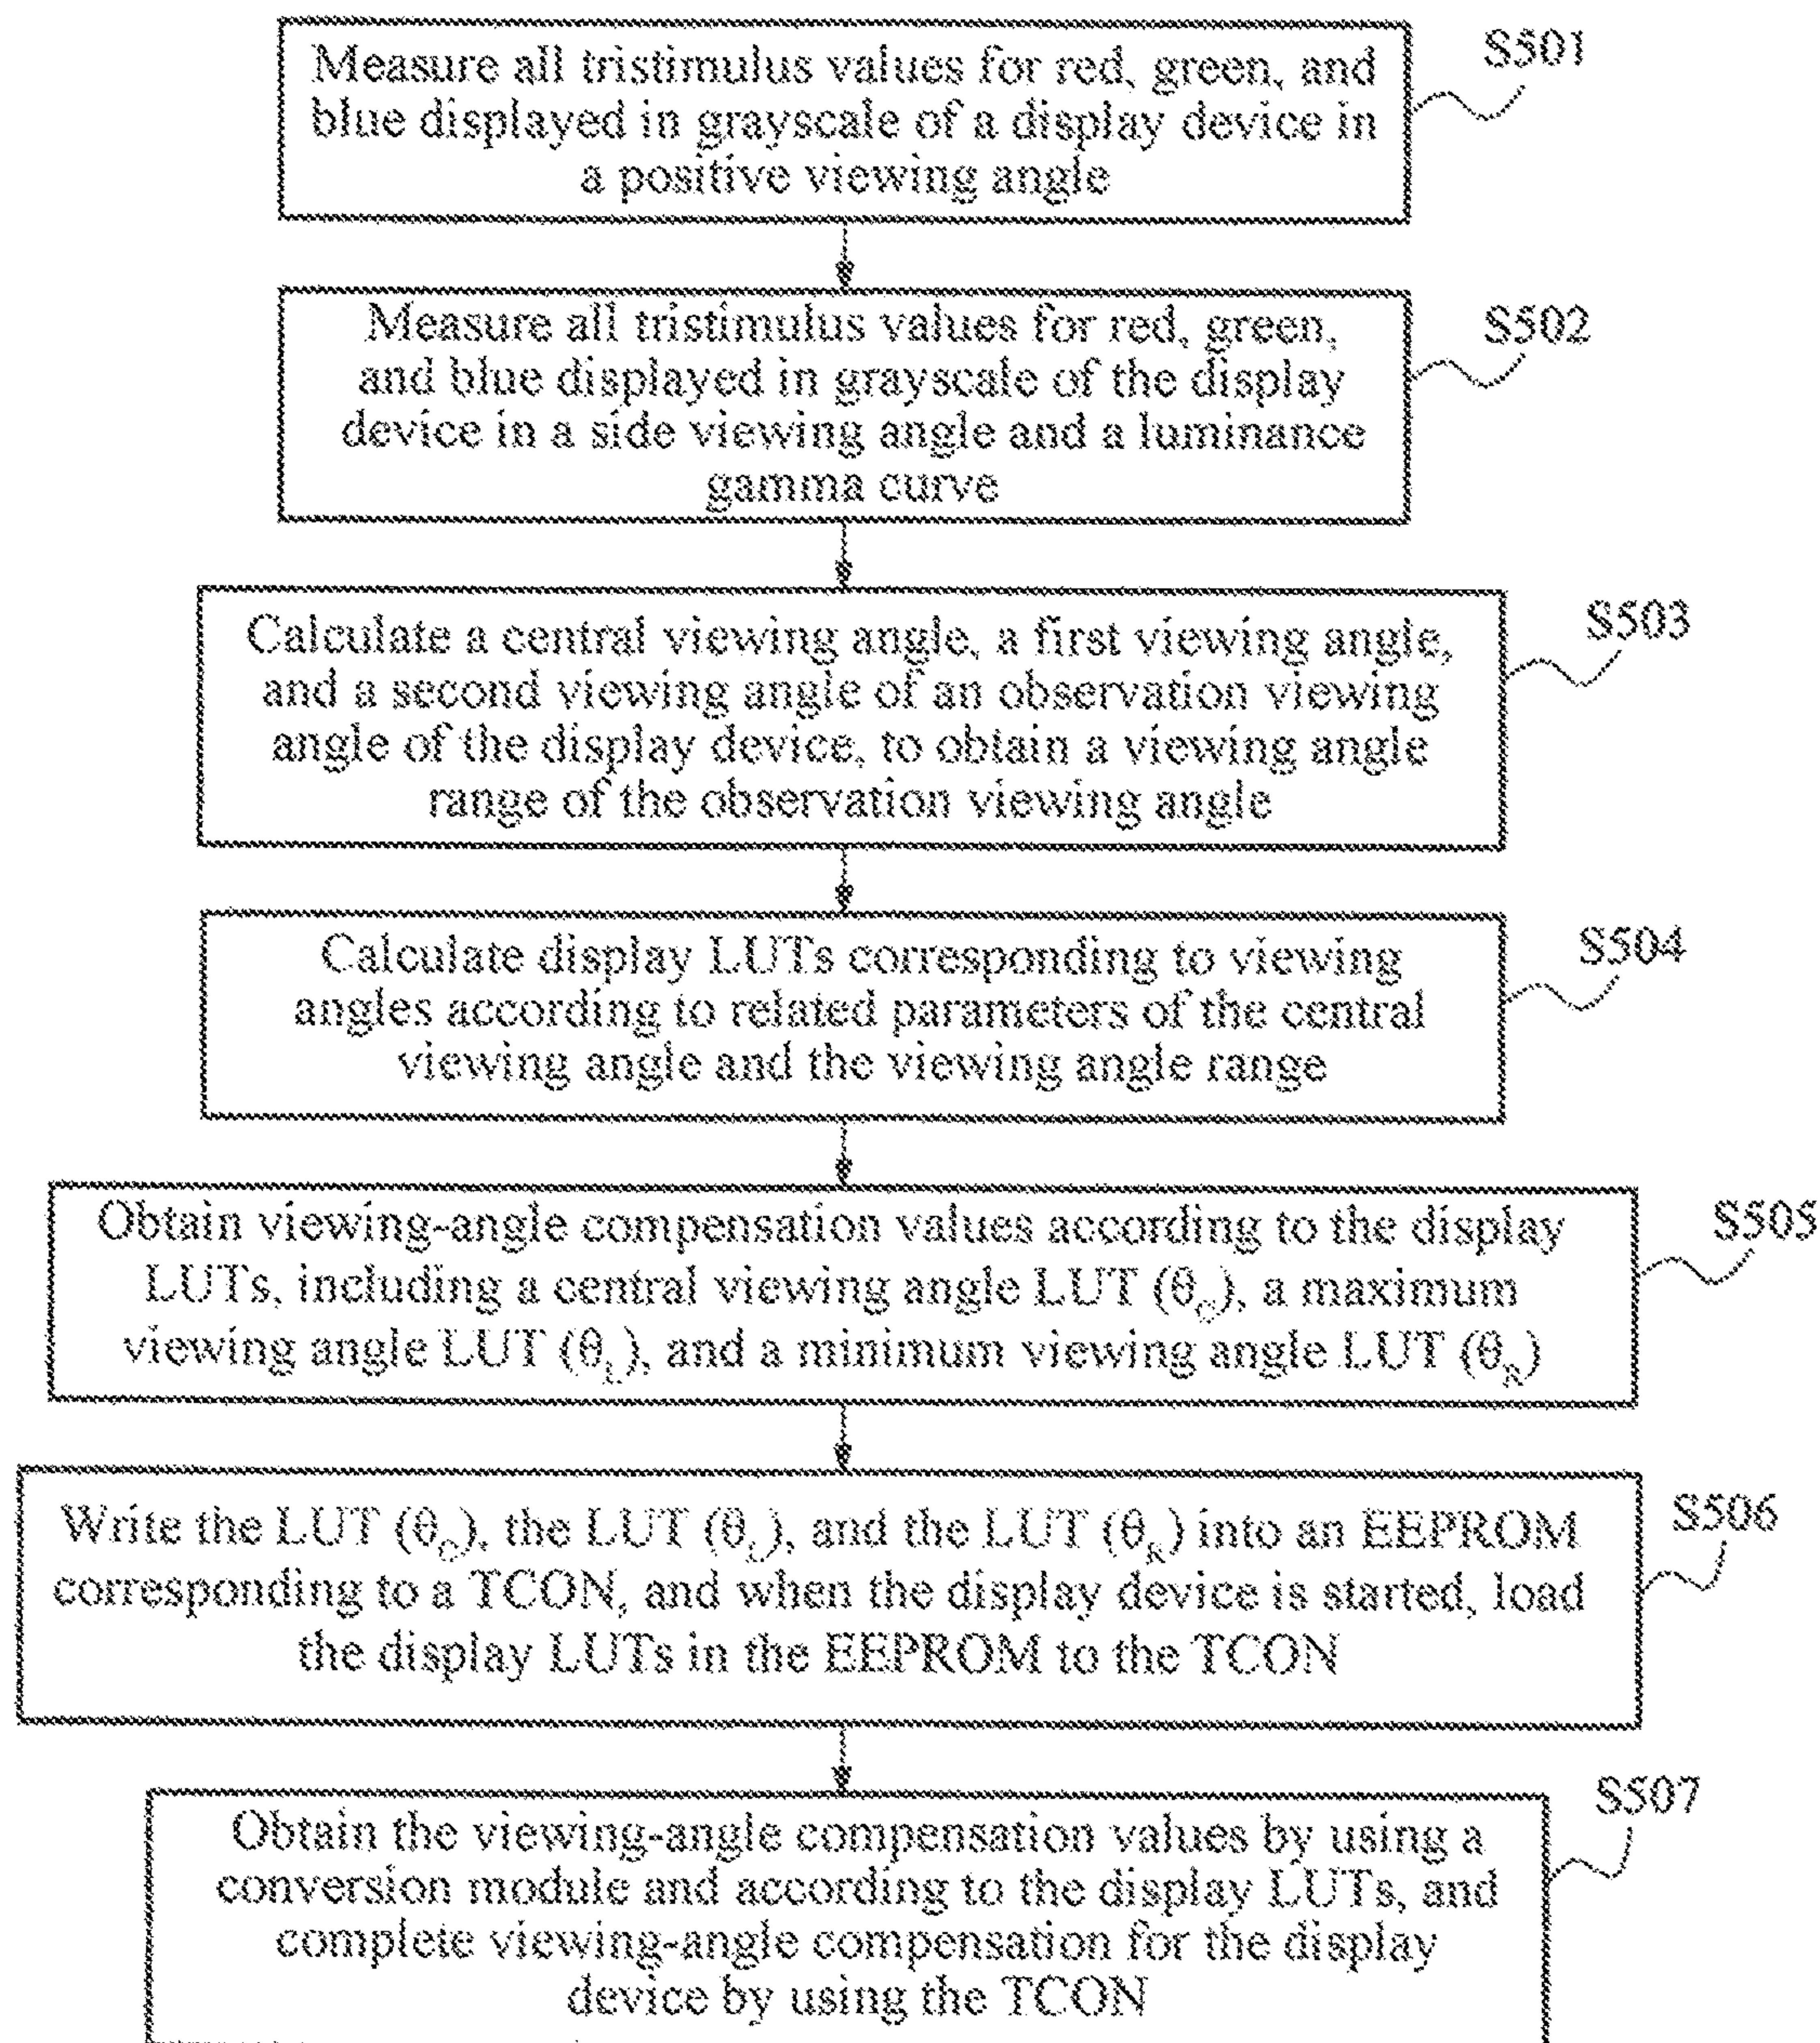 Measure all tristimulus values for red, green, and
blue displayed in grayscale of a display device in
a positive viewing angle
S501
Measure all tristimulus values for red, green,
and blue displayed in grayscale of the display
device in a side viewing angle and a luminance
gamma curve
S502
Calculate a central viewing angle, a first viewing angle,
and a second viewing angle of an observation viewing
angle of the display device, to obtain a viewing angle
range of the observation viewing angle
S503
Calculate display LUTs corresponding to viewing
angles according to related parameters of the central
viewing angle and the viewing angle range
S504
Obtain viewing-angle compensation values according to the display
LUTs, including a central viewing angle LUT (θC), a maximum
viewing angle LUT (θL), and a minimum viewing angle LUT (θR)
S505
Write the LUT (θC), the LUT (θL), and the LUT (θR) into an EEPROM
corresponding to a TCON, and when the display device is started, load
the display LUTs in the EEPROM to the TCON
S506
Obtain the viewing-angle compensation values by using a
conversion module and according to the display LUTs, and
complete viewing-angle compensation for the display
device by using the TCON
S507